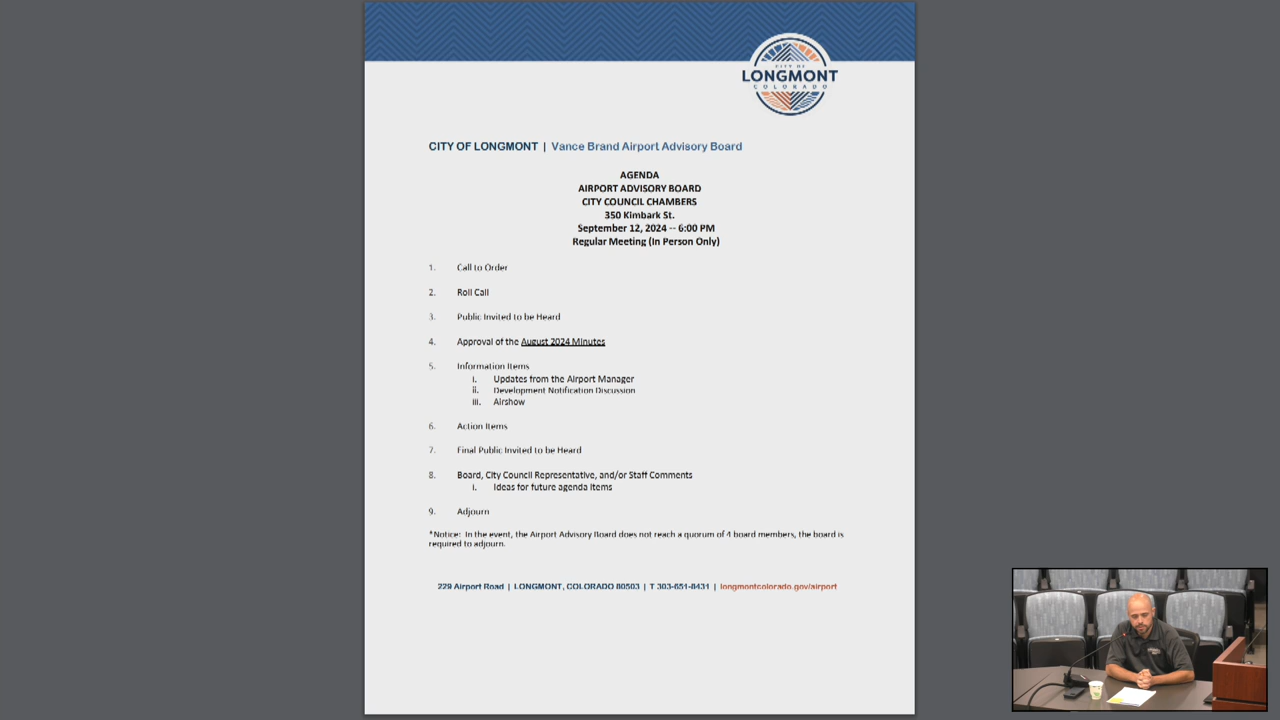 CITY OF
LONGMONT
COLORADO
CITY OF LONGMONT | Vance Brand Airport Advisory Board
AGENDA
AIRPORT ADVISORY BOARD
CITY COUNCIL CHAMBERS
350 Kimbark St.
September 12, 2024 -- 6:00 PM
Regular Meeting (In Person Only)
1. Call to Order
2. Roll Call
3. Public Invited to be Heard
4. Approval of the August 2024 Minutes
5. Information Items
i. Updates from the Airport Manager
ii. Development Notification Discussion
iii. Airshow
6. Action Items
7. Final Public Invited to be Heard
8. Board, City Council Representative, and/or Staff Comments
i. Ideas for future agenda items
9. Adjourn
*Notice: In the event, the Airport Advisory Board does not reach a quorum of 4 board members, the board is
required to adjourn.
229 Airport Road | LONGMONT, COLORADO 80503 | T 303-651-8431 | longmontcolorado.gov/airport